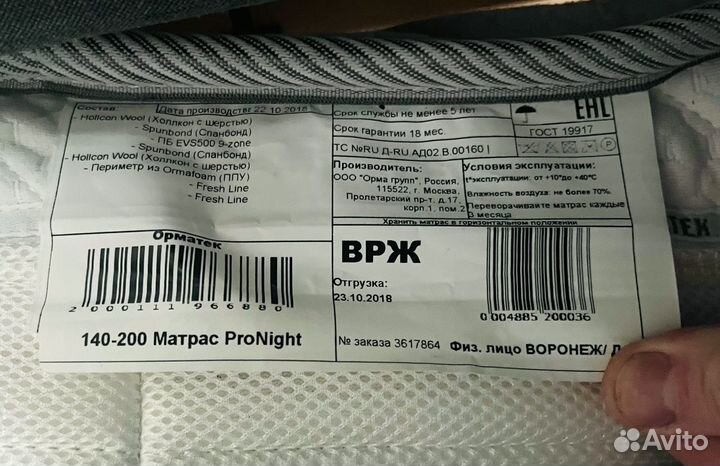 Состав
Дата производства 22.10.2018
- Hollcon Wool (Холлкон с шерстью)
- Spunbond (Спанбонд)
- ПБ EVS500 9-zone
- Spunbond (Спанбонд)
- Hollcon Wool (Холлкон с шерстью)
- Периметр из Ormafoam (ППУ)
- Fresh Line
- Fresh Line
Срок службы не менее 5 лет
Срок гарантии 18 мес.
ТС №RU Д-RU АД02.В.00160
EAC
ГОСТ 19917
Производитель:
ООО "Орма групп", Россия,
115522, г. Москва,
Пролетарский пр-т, д.17,
корп.1, пом.2
Условия эксплуатации:
t°эксплуатации: от +10° до +40°C
Влажность воздуха: не более 70%.
Переворачивайте матрас каждые
3 месяца
Хранить матрас в горизонтальном положении
Орматек
2 000111 966880
140-200 Матрас ProNight
ВРЖ
Отгрузка:
23.10.2018
0 004885 200036
№ заказа 3617864
Физ. лицо ВОРОНЕЖ/
ТЕК
Avito